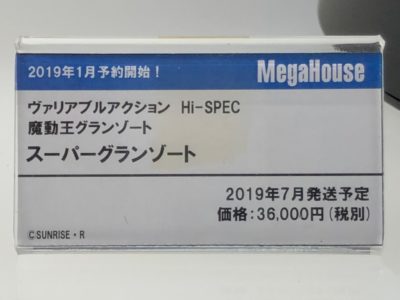 2019年1月予約開始！
MegaHouse
ヴァリアブルアクション Hi-SPEC
魔動王グランゾート
スーパーグランゾート
2019年7月発送予定
価格：36,000円（税別）
©SUNRISE・R